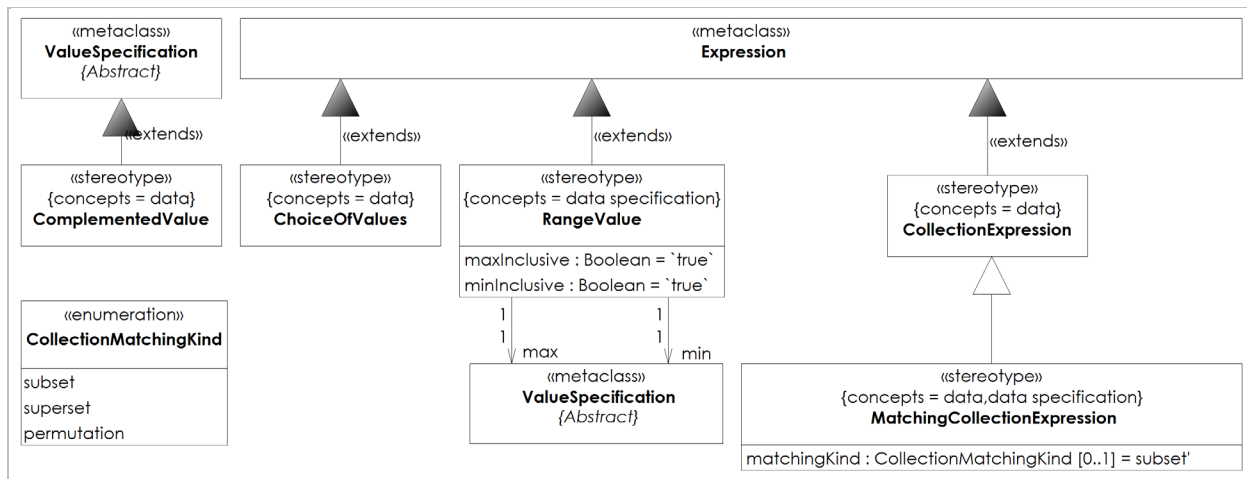 «metaclass»
ValueSpecification
{Abstract}
«metaclass»
Expression
«extends»
«extends»
«extends»
«extends»
«stereotype»
{concepts = data}
ComplementedValue
«stereotype»
{concepts = data}
ChoiceOfValues
«stereotype»
{concepts = data specification}
RangeValue
maxInclusive : Boolean = `true`
minInclusive : Boolean = `true`
«stereotype»
{concepts = data}
CollectionExpression
«enumeration»
CollectionMatchingKind
subset
superset
permutation
1
1
max
1
1
min
«metaclass»
ValueSpecification
{Abstract}
«stereotype»
{concepts = data,data specification}
MatchingCollectionExpression
matchingKind : CollectionMatchingKind [0..1] = subset'